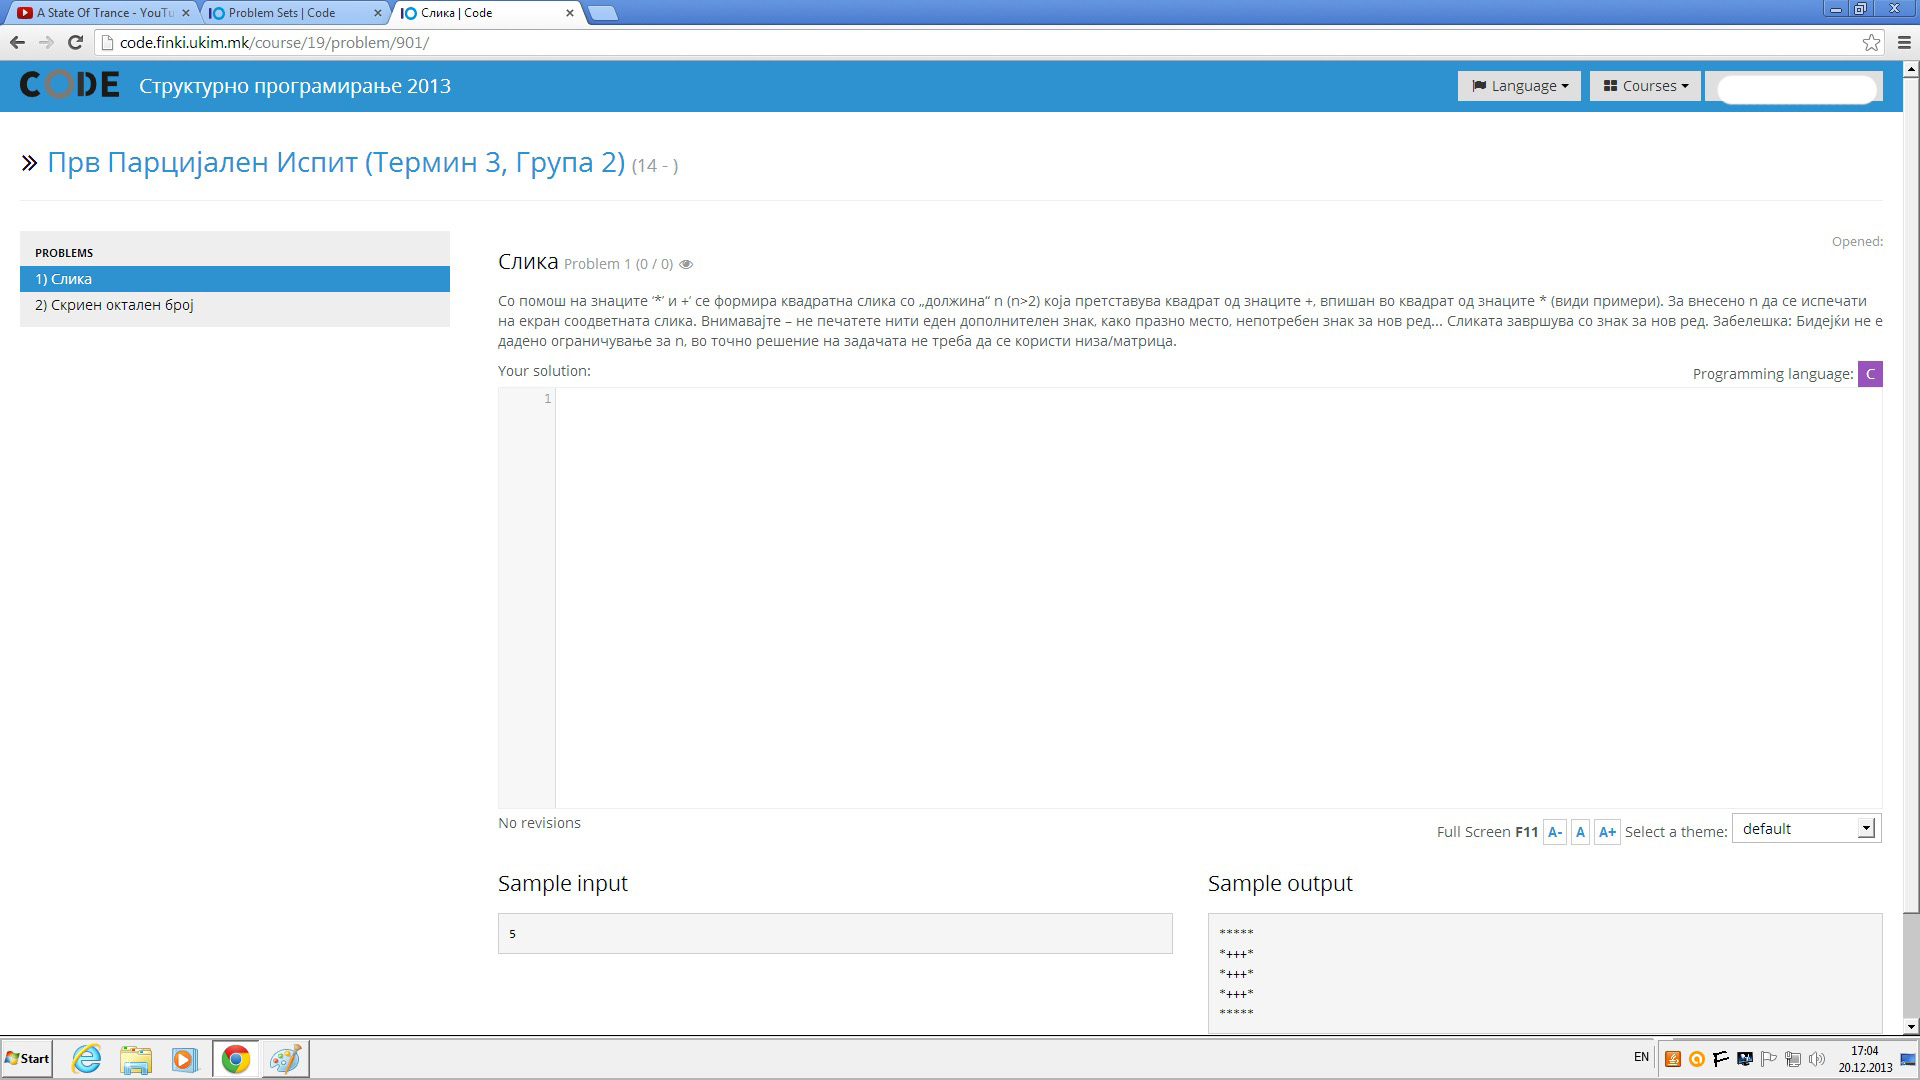 A State Of Trance - YouTu
Problem Sets | Code
Слика | Code
code.finki.ukim.mk/course/19/problem/901/
CODE Структурно програмирање 2013
Language
Courses
Прв Парцијален Испит (Термин 3, Група 2) (14 - )
PROBLEMS
1) Слика
2) Скриен октален број
Opened:
Слика Problem 1 (0 / 0)
Со помош на знаците ‘*’ и +’ се формира квадратна слика со „должина“ n (n>2) која претставува квадрат од знаците +, впишан во квадрат од знаците * (види примери). За внесено n да се испечати
на екран соодветната слика. Внимавајте – не печатете нити еден дополнителен знак, како празно место, непотребен знак за нов ред... Сликата завршува со знак за нов ред. Забелешка: Бидејќи не е
дадено ограничување за n, во точно решение на задачата не треба да се користи низа/матрица.
Your solution:
Programming language: C
1
No revisions
Full Screen F11 A- A A+ Select a theme: default
Sample input
5
Sample output
*****
*+++*
*+++*
*+++*
*****
Start
EN
17:04
20.12.2013